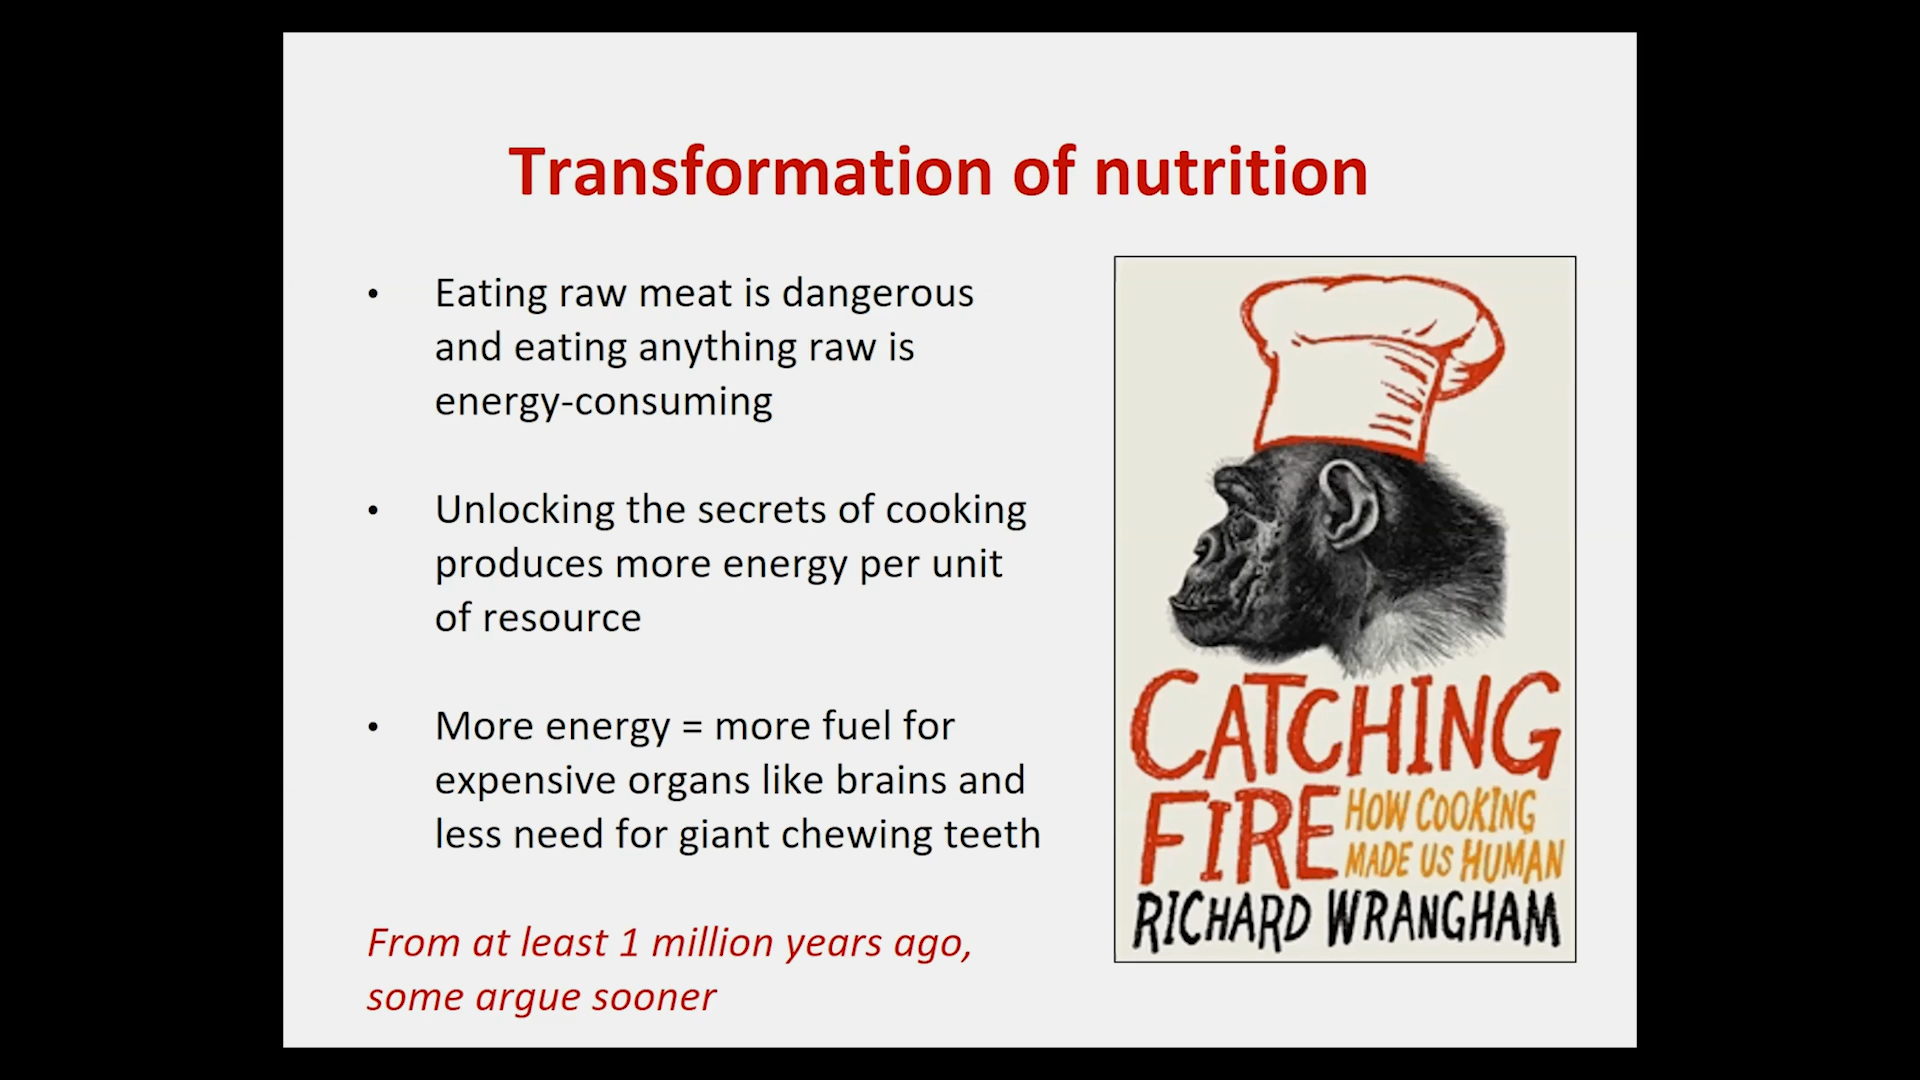 Transformation of nutrition
• Eating raw meat is dangerous
and eating anything raw is
energy-consuming
• Unlocking the secrets of cooking
produces more energy per unit
of resource
• More energy = more fuel for
expensive organs like brains and
less need for giant chewing teeth
From at least 1 million years ago,
some argue sooner
CATCHING
FIRE
HOW COOKING
MADE US HUMAN
RICHARD WRANGHAM